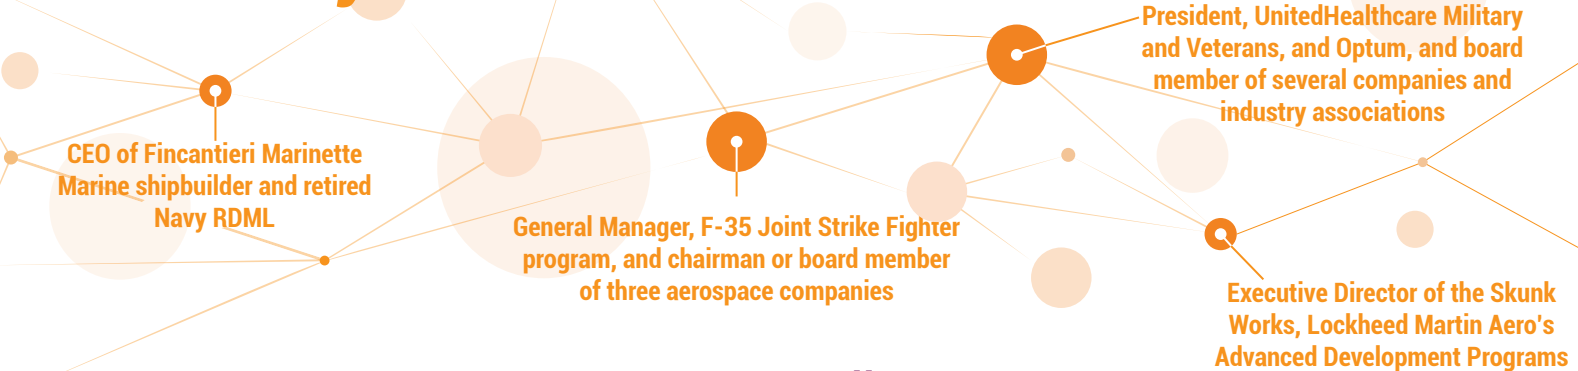 President, UnitedHealthcare Military
and Veterans, and Optum, and board
member of several companies and
industry associations
CEO of Fincantieri Marinette
Marine shipbuilder and retired
Navy RDML
General Manager, F-35 Joint Strike Fighter
program, and chairman or board member
of three aerospace companies
Executive Director of the Skunk
Works, Lockheed Martin Aero's
Advanced Development Programs